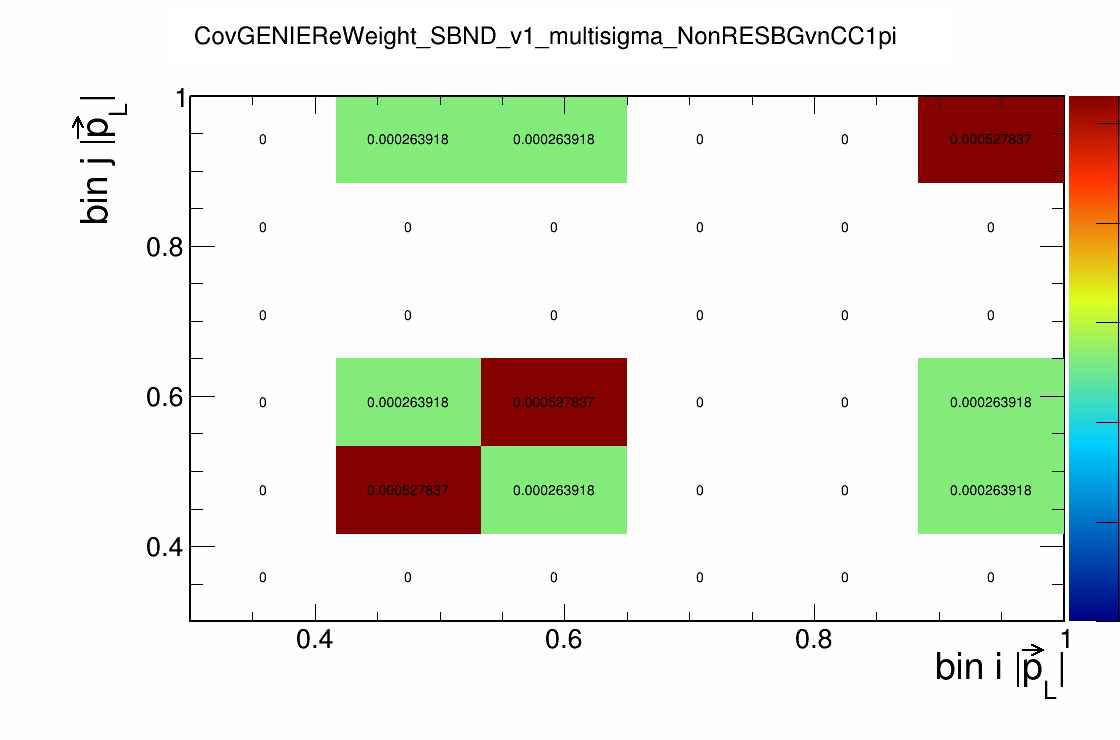 CovGENIEReWeight_SBND_v1_multisigma_NonRESBGvnCC1pi
bin j |p⃗_L|
1
0 0.000263918 0.000263918 0 0 0.000527837
0 0 0 0 0 0
0.8
0 0 0 0 0 0
0.6
0 0.000263918 0.000527837 0 0 0.000263918
0 0.000527837 0.000263918 0 0 0.000263918
0.4
0 0 0 0 0 0
0.4 0.6 0.8 1
bin i |p⃗_L|